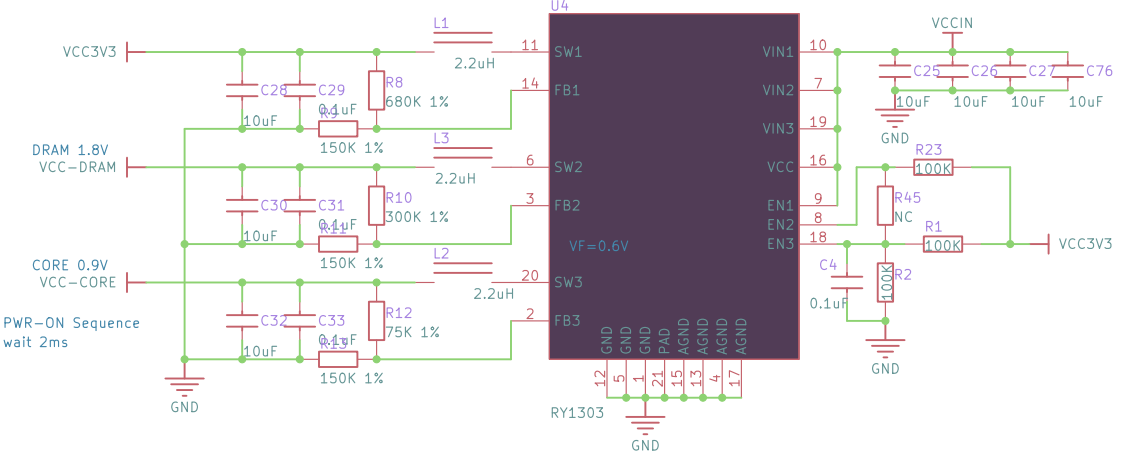 U4
L1
VCC3V3
2.2uH
11
SW1
VIN1
10
VCCIN
C28
C29
R8
680K 1%
0.1uF
R9
10uF
150K 1%
14
FB1
VIN2
7
C25
C26
C27
C76
10uF
10uF
10uF
10uF
GND
VIN3
19
DRAM 1.8V
VCC-DRAM
L3
2.2uH
6
SW2
VCC
16
R23
100K
C30
C31
R10
300K 1%
0.1uF
R11
10uF
150K 1%
3
FB2
EN1
9
EN2
8
EN3
18
R45
NC
R1
100K
VCC3V3
VF=0.6V
CORE 0.9V
VCC-CORE
L2
2.2uH
20
SW3
C4
0.1uF
R2
100K
GND
C32
C33
R12
75K 1%
0.1uF
R13
10uF
150K 1%
2
FB3
PWR-ON Sequence
wait 2ms
GND
GND
GND
GND
PAD
AGND
AGND
AGND
AGND
12
5
1
21
15
13
4
17
RY1303
GND